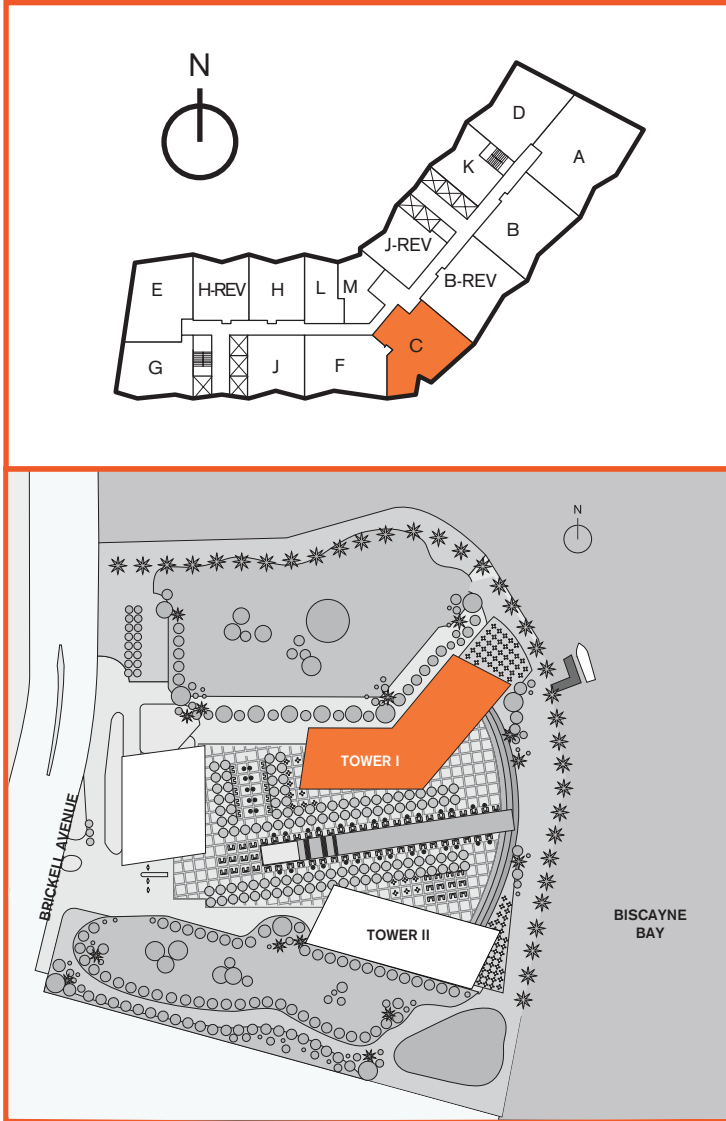 N
D
A
K
B
J-REV
B-REV
E
H-REV
H
L
M
C
G
J
F
N
TOWER I
BRICKELL AVENUE
TOWER II
BISCAYNE
BAY